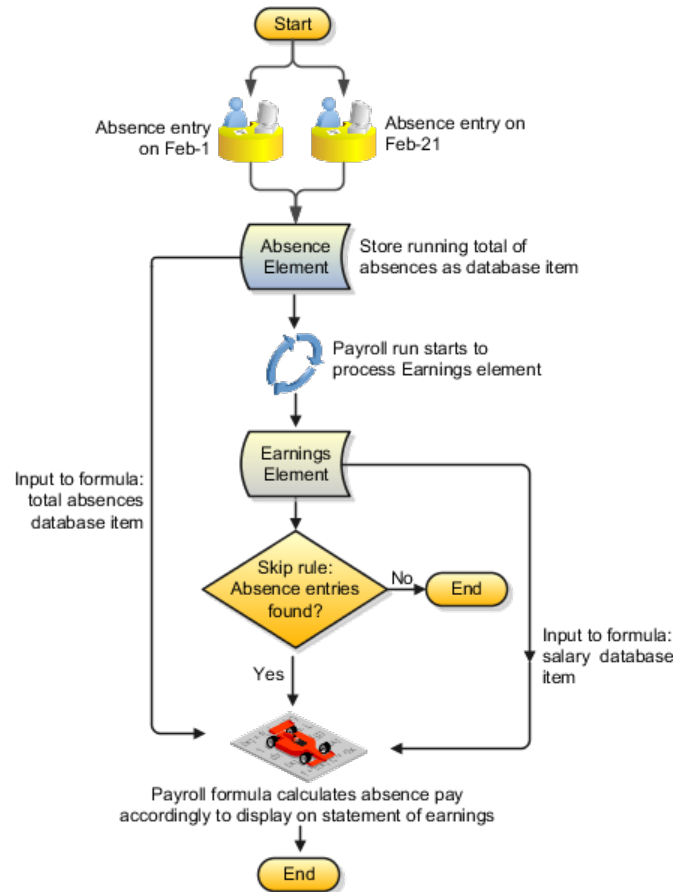 Start
Absence entry
on Feb-1
Absence entry on
Feb-21
Absence
Element
Store running total of
absences as database item
Payroll run starts to
process Earnings element
Earnings
Element
Input to formula:
total absences
database item
Skip rule:
Absence entries
found?
No
End
Input to formula:
salary database
item
Yes
Payroll formula calculates absence pay
accordingly to display on statement of earnings
End